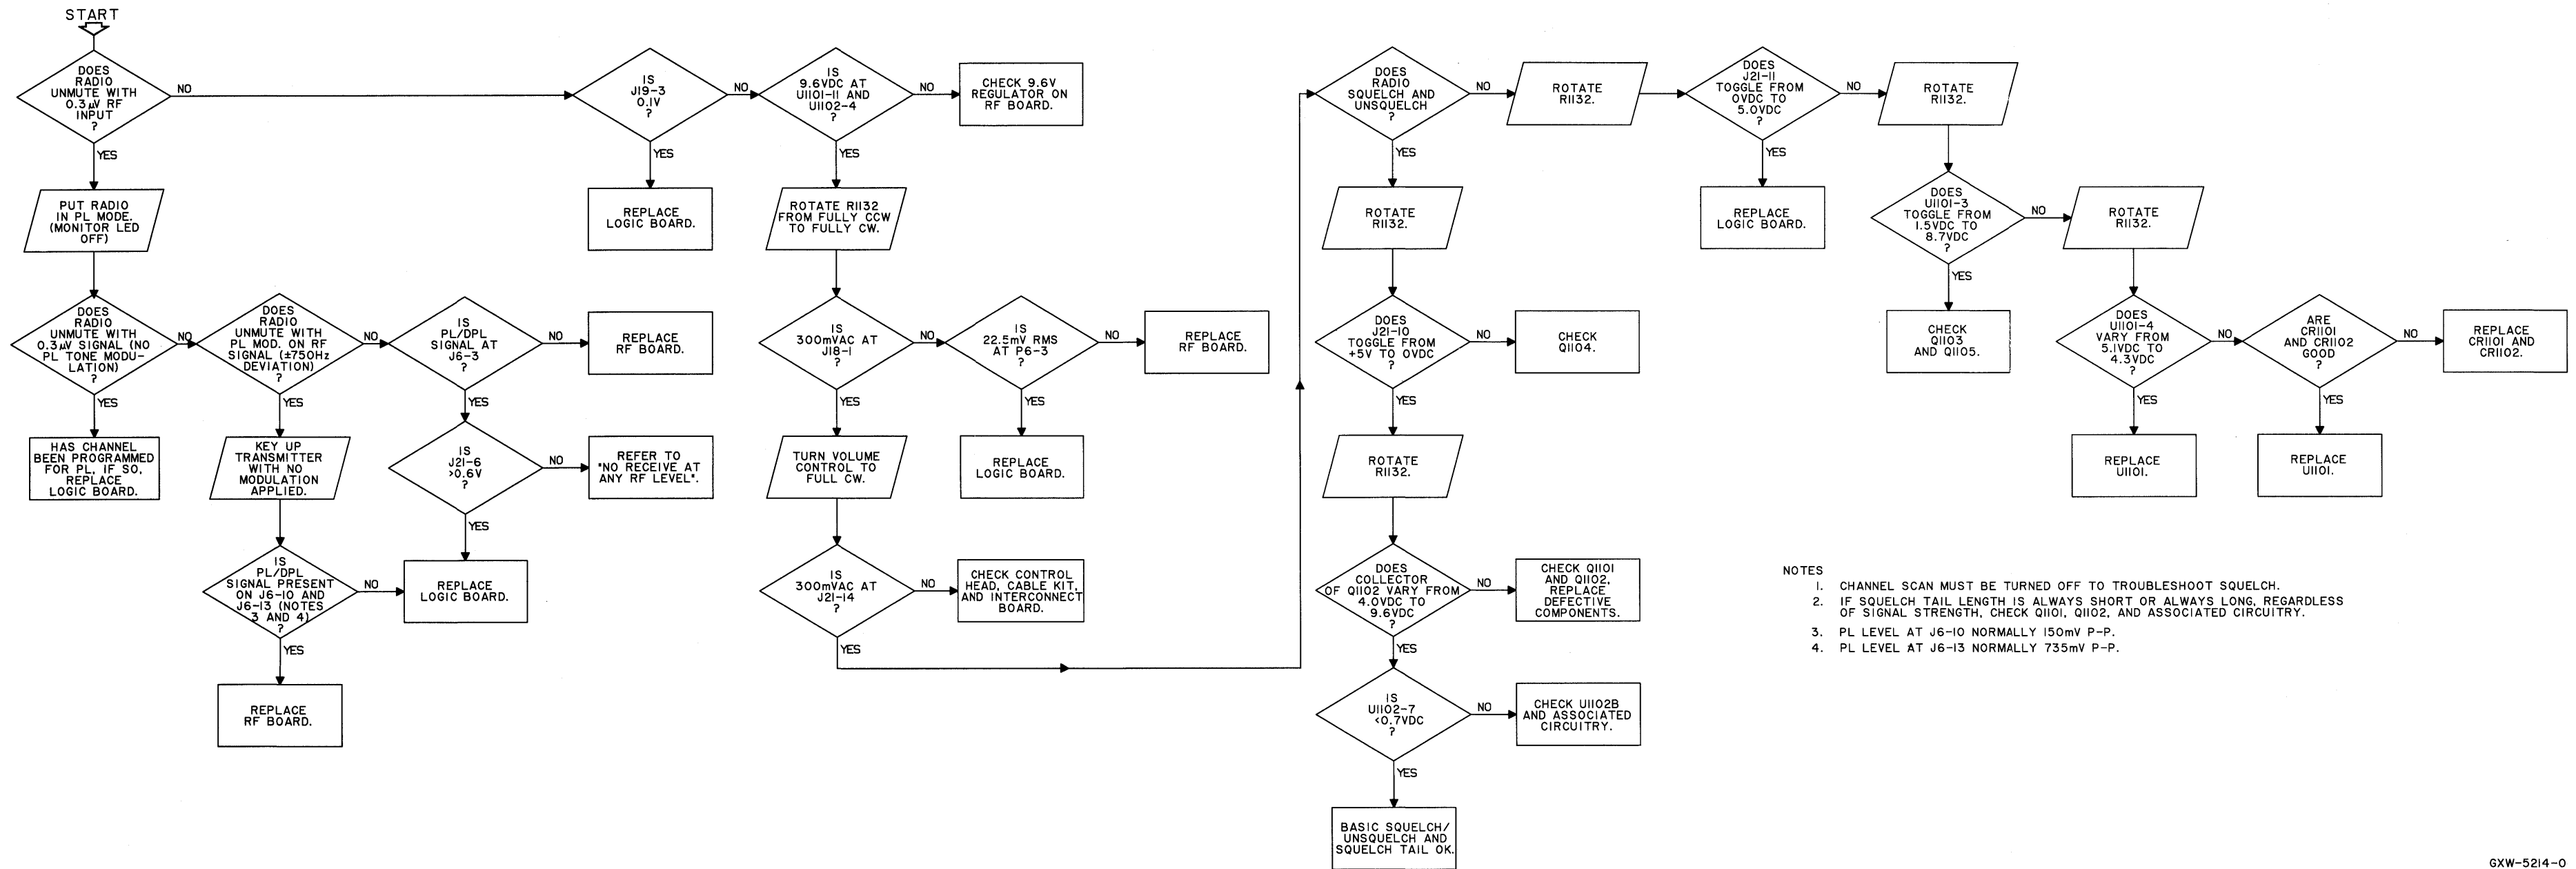 START
DOES
RADIO
UNMUTE WITH
0.3µV RF
INPUT
?
NO
YES
PUT RADIO
IN PL MODE.
(MONITOR LED
OFF)
DOES
RADIO
UNMUTE WITH
0.3µV SIGNAL (NO
PL TONE MODU-
LATION)
?
NO
YES
HAS CHANNEL
BEEN PROGRAMMED
FOR PL, IF SO,
REPLACE
LOGIC BOARD.
DOES
RADIO
UNMUTE WITH
PL MOD. ON RF
SIGNAL (±750Hz
DEVIATION)
?
NO
YES
KEY UP
TRANSMITTER
WITH NO
MODULATION
APPLIED.
IS
PL/DPL
SIGNAL PRESENT
ON J6-10 AND
J6-13 (NOTES
3 AND 4)
?
NO
YES
REPLACE
RF BOARD.
IS
PL/DPL
SIGNAL AT
J6-3
?
NO
REPLACE
RF BOARD.
YES
IS
J21-6
>0.6V
?
NO
REFER TO
"NO RECEIVE AT
ANY RF LEVEL".
YES
REPLACE
LOGIC BOARD.
IS
J19-3
0.1V
?
NO
YES
REPLACE
LOGIC BOARD.
IS
9.6VDC AT
U1101-11 AND
U1102-4
?
NO
CHECK 9.6V
REGULATOR ON
RF BOARD.
YES
ROTATE R1132
FROM FULLY CCW
TO FULLY CW.
IS
300mVAC AT
J18-1
?
NO
IS
22.5mV RMS
AT P6-3
?
NO
REPLACE
RF BOARD.
YES
REPLACE
LOGIC BOARD.
YES
TURN VOLUME
CONTROL TO
FULL CW.
IS
300mVAC AT
J21-14
?
NO
CHECK CONTROL
HEAD, CABLE KIT,
AND INTERCONNECT
BOARD.
YES
DOES
RADIO
SQUELCH AND
UNSQUELCH
?
NO
ROTATE
R1132.
DOES
J21-11
TOGGLE FROM
0VDC TO
5.0VDC
?
NO
YES
REPLACE
LOGIC BOARD.
ROTATE
R1132.
DOES
U1101-3
TOGGLE FROM
1.5VDC TO
8.7VDC
?
NO
YES
CHECK
Q1103
AND Q1105.
ROTATE
R1132.
DOES
U1101-4
VARY FROM
5.1VDC TO
4.3VDC
?
NO
YES
REPLACE
U1101.
ARE
CR1101
AND CR1102
GOOD
?
NO
REPLACE
CR1101 AND
CR1102.
YES
REPLACE
U1101.
YES
ROTATE
R1132.
DOES
J21-10
TOGGLE FROM
+5V TO 0VDC
?
NO
CHECK
Q1104.
YES
ROTATE
R1132.
DOES
COLLECTOR
OF Q1102 VARY FROM
4.0VDC TO
9.6VDC
?
NO
CHECK Q1101
AND Q1102,
REPLACE
DEFECTIVE
COMPONENTS.
YES
IS
U1102-7
<0.7VDC
?
NO
CHECK U1102B
AND ASSOCIATED
CIRCUITRY.
YES
BASIC SQUELCH/
UNSQUELCH AND
SQUELCH TAIL OK.
NOTES
1. CHANNEL SCAN MUST BE TURNED OFF TO TROUBLESHOOT SQUELCH.
2. IF SQUELCH TAIL LENGTH IS ALWAYS SHORT OR ALWAYS LONG, REGARDLESS
OF SIGNAL STRENGTH, CHECK Q1101, Q1102, AND ASSOCIATED CIRCUITRY.
3. PL LEVEL AT J6-10 NORMALLY 150mV P-P.
4. PL LEVEL AT J6-13 NORMALLY 735mV P-P.
GXW-5214-0